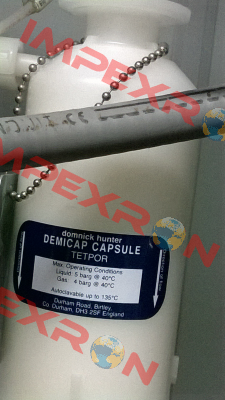 IMPEXRON
IMPEXRON
IMPEXRON
domnick hunter
DEMICAP CAPSULE
TETPOR
Max. Operating Conditions
Liquid: 5 barg @ 40°C
Gas: 4 barg @ 40°C
Autoclavable up to 135°C
Durham Road, Birtley,
Co. Durham, DH3 2SF England